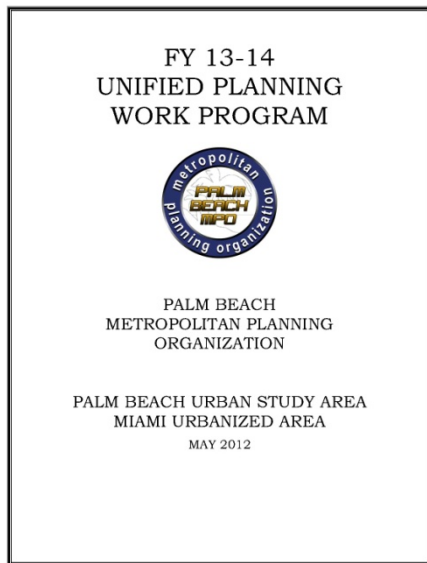 FY 13-14
UNIFIED PLANNING
WORK PROGRAM
metropolitan
PALM
BEACH
MPO
planning organization
PALM BEACH
METROPOLITAN PLANNING
ORGANIZATION
PALM BEACH URBAN STUDY AREA
MIAMI URBANIZED AREA
MAY 2012